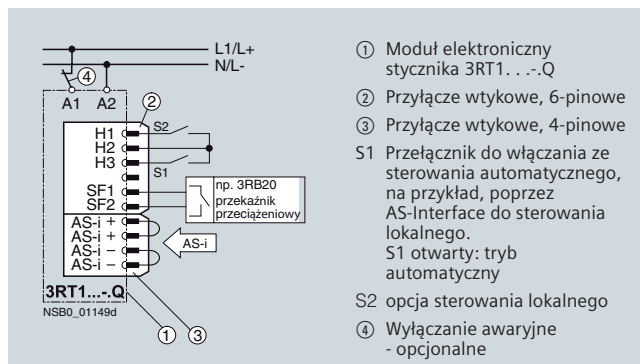 L1/L+
N/L-
④
A1 A2
②
H1 S2
H2
H3
S1
SF1
SF2
np. 3RB20
przekaźnik
przeciążeniowy
AS-i +
AS-i +
AS-i −
AS-i −
AS-i
3RT1...-.Q
NSB0_01149d
① ③
① Moduł elektroniczny
stycznika 3RT1. . .-.Q
② Przyłącze wtykowe, 6-pinowe
③ Przyłącze wtykowe, 4-pinowe
S1 Przełącznik do włączania ze
sterowania automatycznego,
na przykład, poprzez
AS-Interface do sterowania
lokalnego.
S1 otwarty: tryb
automatyczny
S2 opcja sterowania lokalnego
④ Wyłączanie awaryjne
- opcjonalne